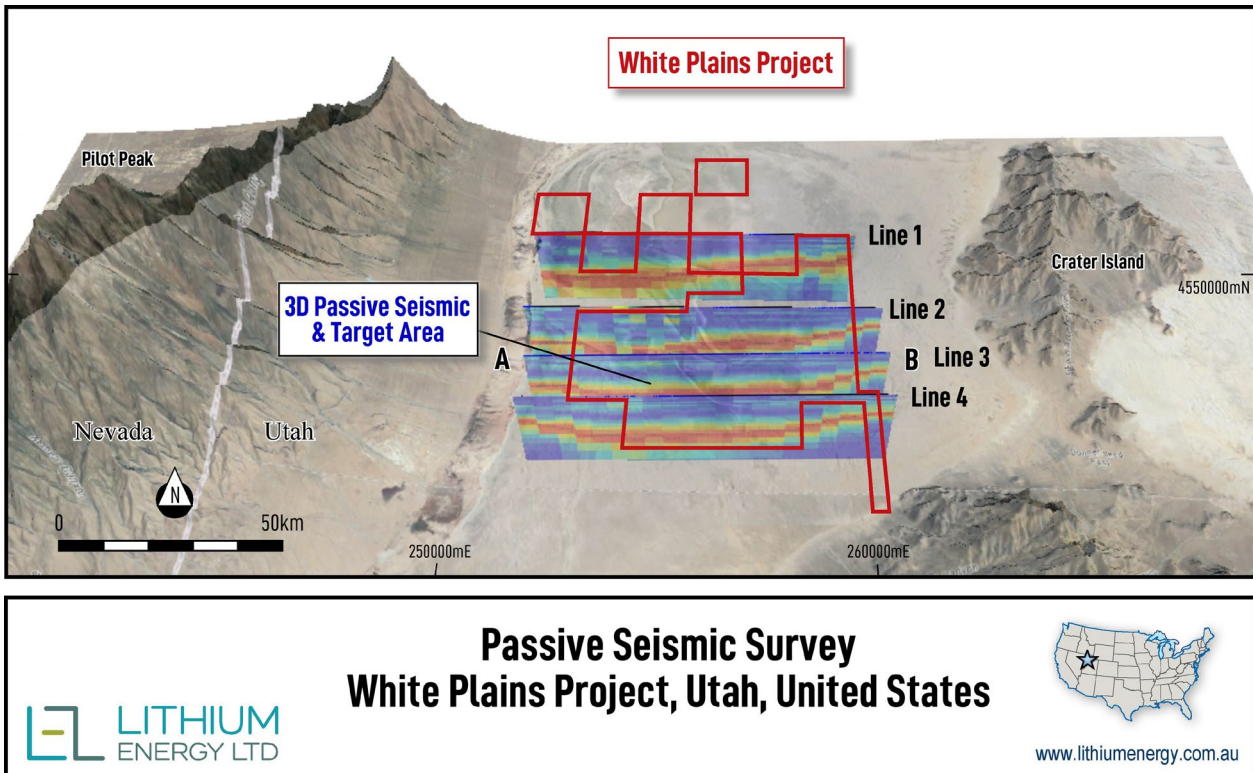 White Plains Project
Pilot Peak
Line 1
Crater Island
4550000mN
3D Passive Seismic
& Target Area
Line 2
A
B
Line 3
Line 4
Nevada
Utah
N
0
50km
250000mE
260000mE
Passive Seismic Survey
White Plains Project, Utah, United States
LITHIUM
ENERGY LTD
www.lithiumenergy.com.au